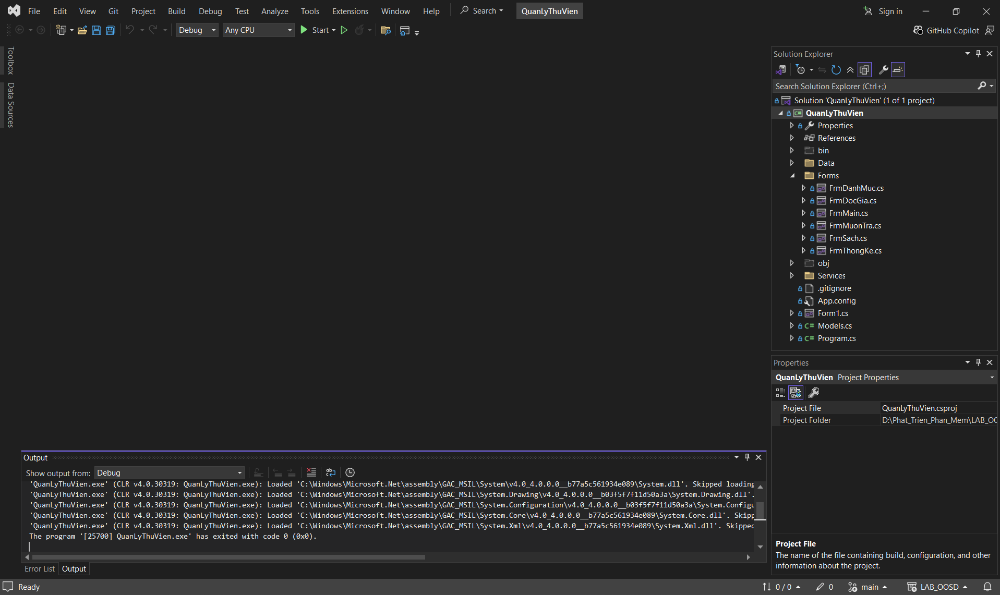 File Edit View Git Project Build Debug Test Analyze Tools Extensions Window Help Search QuanLyThuVien Sign in
Debug Any CPU Start GitHub Copilot
Toolbox
Data Sources
Solution Explorer
Search Solution Explorer (Ctrl+;)
Solution 'QuanLyThuVien' (1 of 1 project)
QuanLyThuVien
Properties
References
bin
Data
Forms
FrmDanhMuc.cs
FrmDocGia.cs
FrmMain.cs
FrmMuonTra.cs
FrmSach.cs
FrmThongKe.cs
obj
Services
.gitignore
App.config
Form1.cs
Models.cs
Program.cs
Properties
QuanLyThuVien Project Properties
Project File QuanLyThuVien.csproj
Project Folder D:\Phat_Trien_Phan_Mem\LAB_OO
Project File
The name of the file containing build, configuration, and other
information about the project.
Output
Show output from: Debug
'QuanLyThuVien.exe' (CLR v4.0.30319: QuanLyThuVien.exe): Loaded 'C:\Windows\Microsoft.Net\assembly\GAC_MSIL\System\v4.0_4.0.0.0__b77a5c561934e089\System.dll'. Skipped loading
'QuanLyThuVien.exe' (CLR v4.0.30319: QuanLyThuVien.exe): Loaded 'C:\Windows\Microsoft.Net\assembly\GAC_MSIL\System.Drawing\v4.0_4.0.0.0__b03f5f7f11d50a3a\System.Drawing.dll'.
'QuanLyThuVien.exe' (CLR v4.0.30319: QuanLyThuVien.exe): Loaded 'C:\Windows\Microsoft.Net\assembly\GAC_MSIL\System.Configuration\v4.0_4.0.0.0__b03f5f7f11d50a3a\System.Configu
'QuanLyThuVien.exe' (CLR v4.0.30319: QuanLyThuVien.exe): Loaded 'C:\Windows\Microsoft.Net\assembly\GAC_MSIL\System.Core\v4.0_4.0.0.0__b77a5c561934e089\System.Core.dll'. Skipp
'QuanLyThuVien.exe' (CLR v4.0.30319: QuanLyThuVien.exe): Loaded 'C:\Windows\Microsoft.Net\assembly\GAC_MSIL\System.Xml\v4.0_4.0.0.0__b77a5c561934e089\System.Xml.dll'. Skipped
The program '[25700] QuanLyThuVien.exe' has exited with code 0 (0x0).
Error List Output
Ready 0 / 0 0 main LAB_OOSD